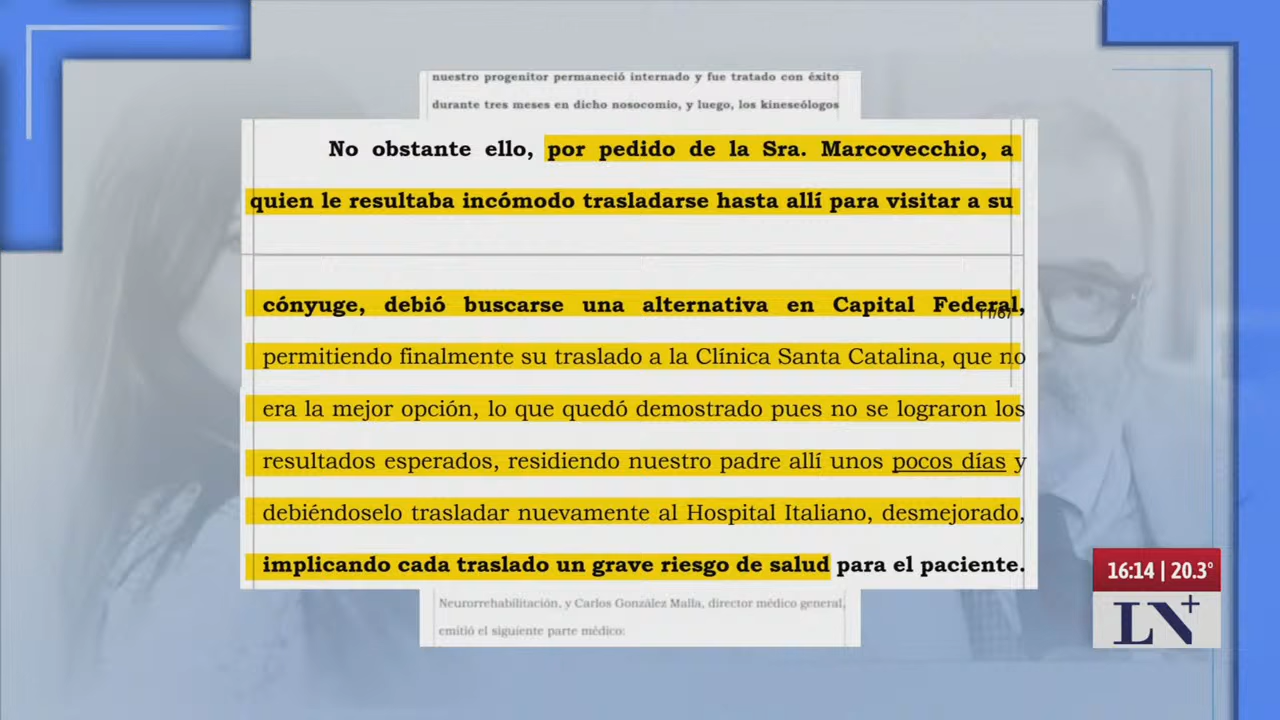 nuestro progenitor permaneció internado y fue tratado con éxito
durante tres meses en dicho nosocomio, y luego, los kineseólogos
No obstante ello, por pedido de la Sra. Marcovecchio, a
quien le resultaba incómodo trasladarse hasta allí para visitar a su
cónyuge, debió buscarse una alternativa en Capital Federal,
11/67
permitiendo finalmente su traslado a la Clínica Santa Catalina, que no
era la mejor opción, lo que quedó demostrado pues no se lograron los
resultados esperados, residiendo nuestro padre allí unos pocos días y
debiéndoselo trasladar nuevamente al Hospital Italiano, desmejorado,
implicando cada traslado un grave riesgo de salud para el paciente.
Neurorrehabilitación, y Carlos González Malla, director médico general,
emitió el siguiente parte médico:
16:14 | 20.3°
LN+